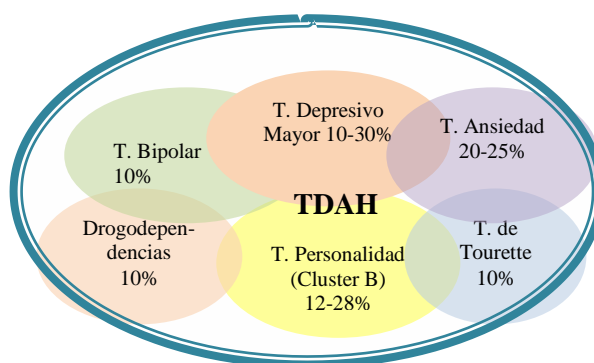 T. Depresivo
Mayor 10-30%
T. Bipolar
10%
T. Ansiedad
20-25%
TDAH
Drogodepen-
dencias
10%
T. Personalidad
(Cluster B)
12-28%
T. de
Tourette
10%